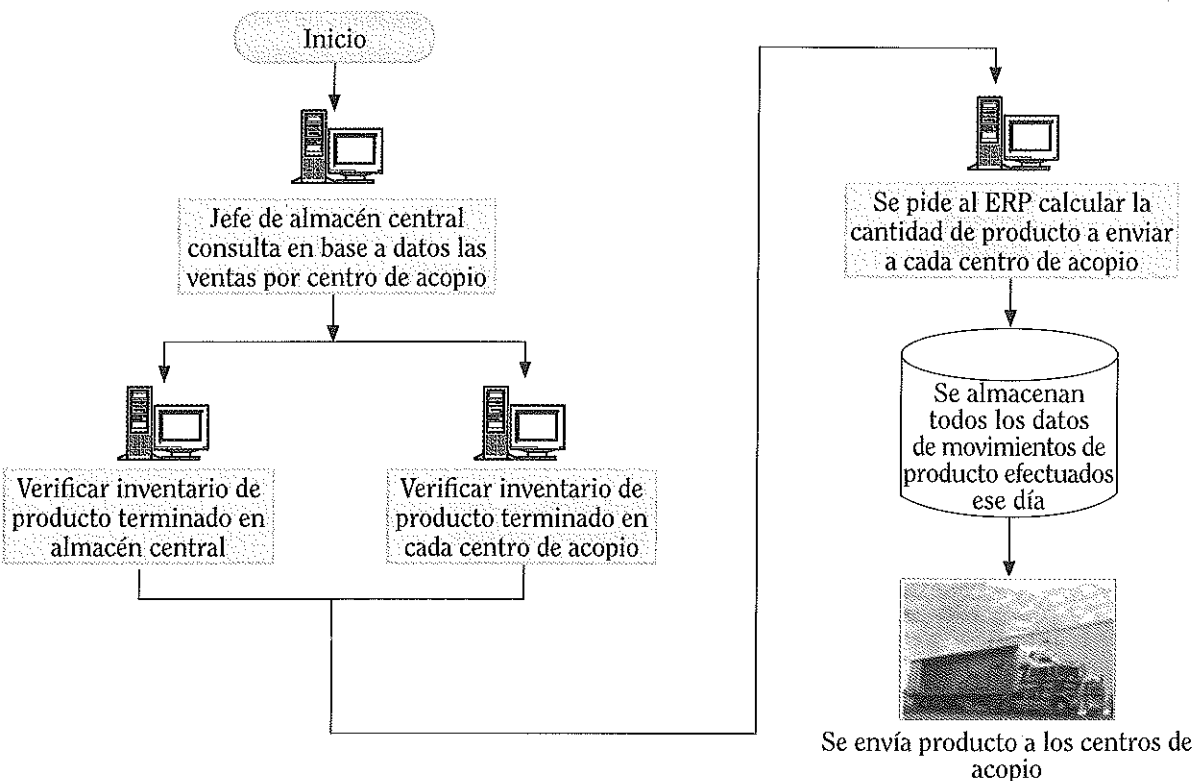 Inicio
Jefe de almacén central
consulta en base a datos las
ventas por centro de acopio
Verificar inventario de
producto terminado en
almacén central
Verificar inventario de
producto terminado en
cada centro de acopio
Se pide al ERP calcular la
cantidad de producto a enviar
a cada centro de acopio
Se almacenan
todos los datos
de movimientos de
producto efectuados
ese día
Se envía producto a los centros de
acopio